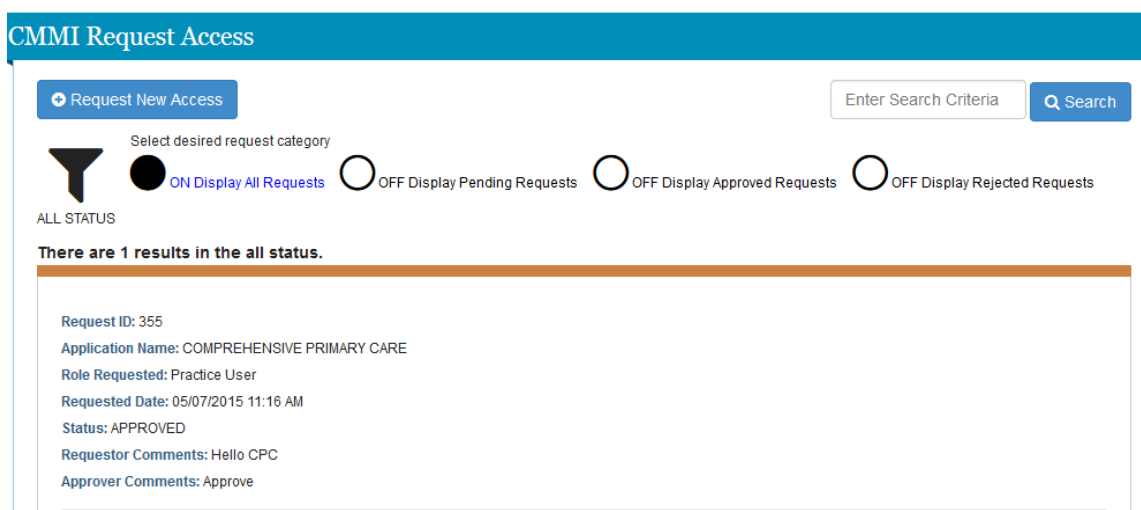 CMMI Request Access
Request New Access
Enter Search Criteria
Search
Select desired request category
ON Display All Requests OFF Display Pending Requests OFF Display Approved Requests OFF Display Rejected Requests
ALL STATUS
There are 1 results in the all status.
Request ID: 355
Application Name: COMPREHENSIVE PRIMARY CARE
Role Requested: Practice User
Requested Date: 05/07/2015 11:16 AM
Status: APPROVED
Requestor Comments: Hello CPC
Approver Comments: Approve